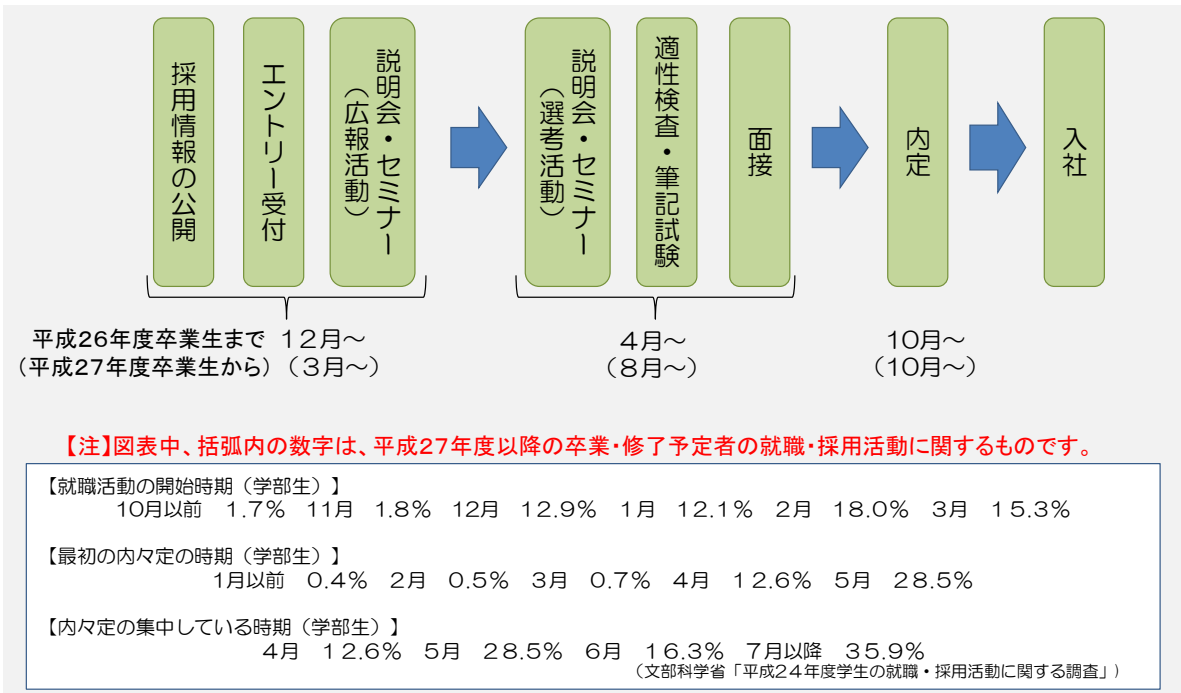 採用情報の公開
エントリー受付
説明会・セミナー
（広報活動）
説明会・セミナー
（選考活動）
適性検査・筆記試験
面接
内定
入社
平成26年度卒業生まで １２月～
（平成27年度卒業生から）（３月～）
４月～
（８月～）
10月～
（10月～）
【注】図表中、括弧内の数字は、平成27年度以降の卒業・修了予定者の就職・採用活動に関するものです。
【就職活動の開始時期（学部生）】
10月以前 1.7% 11月 1.8% 12月 12.9% 1月 12.1% 2月 18.0% 3月 15.3%
【最初の内々定の時期（学部生）】
1月以前 0.4% 2月 0.5% 3月 0.7% 4月 12.6% 5月 28.5%
【内々定の集中している時期（学部生）】
4月 12.6% 5月 28.5% 6月 16.3% 7月以降 35.9%
（文部科学省「平成24年度学生の就職・採用活動に関する調査」）